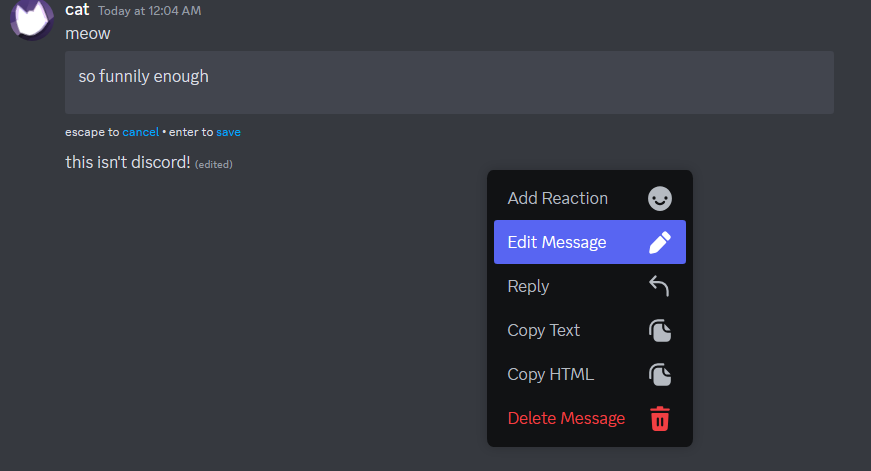 cat Today at 12:04 AM
meow
so funnily enough
escape to cancel • enter to save
this isn't discord! (edited)
Add Reaction
Edit Message
Reply
Copy Text
Copy HTML
Delete Message